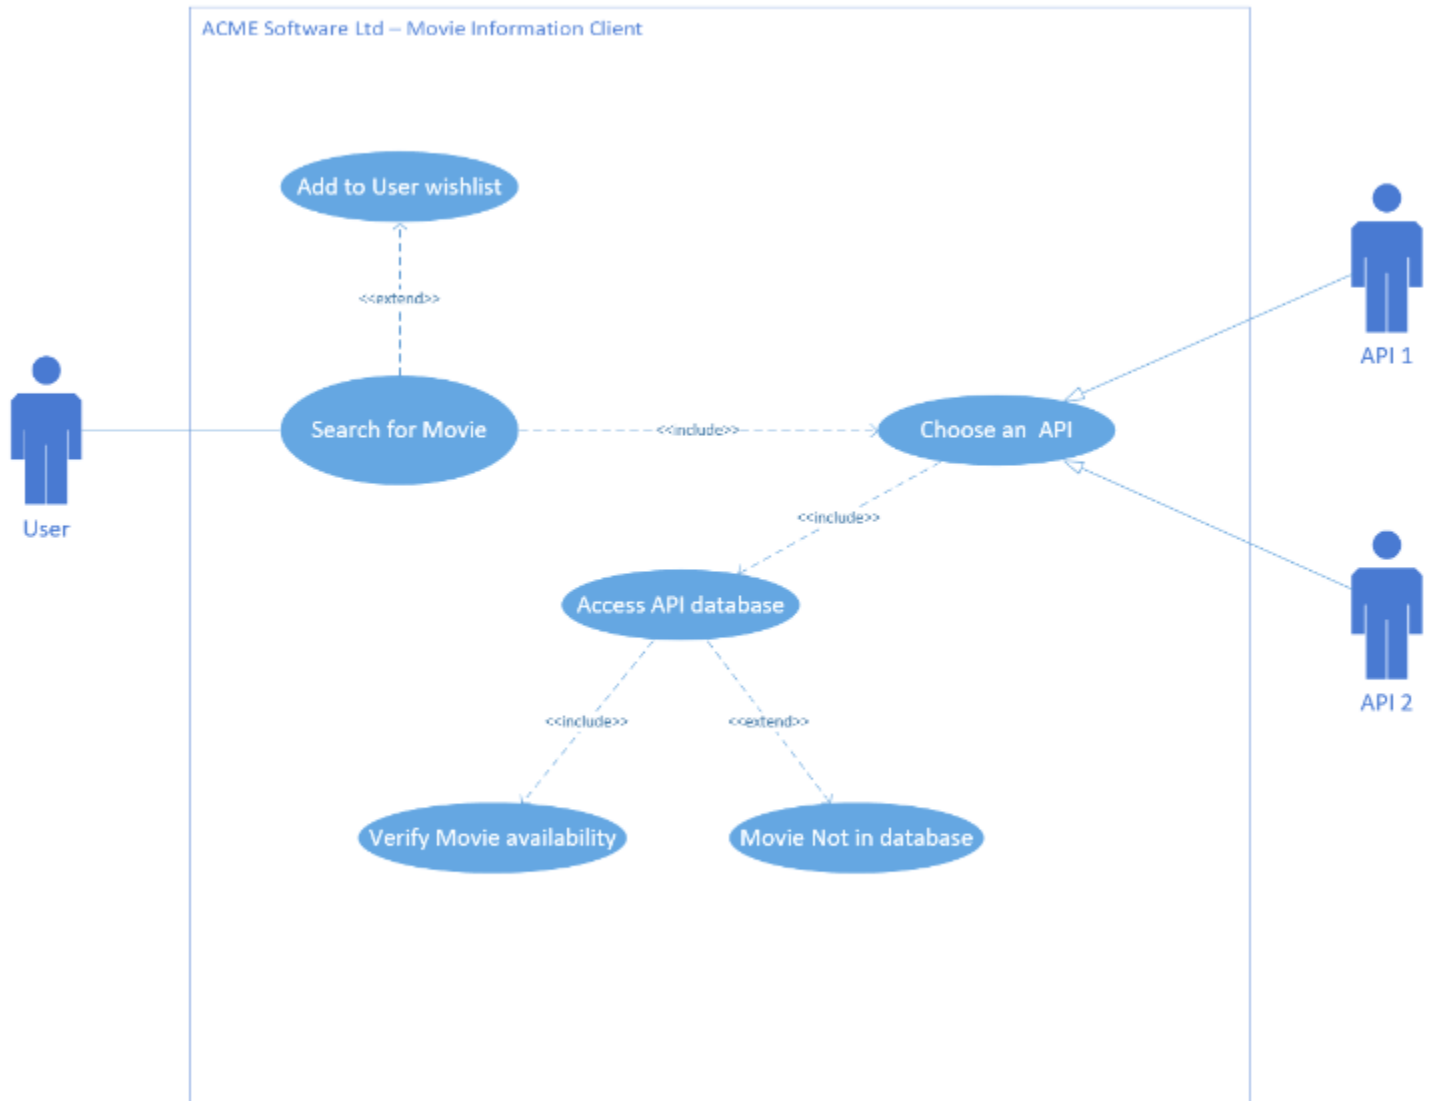 ACME Software Ltd – Movie Information Client
Add to User wishlist
<<extend>>
API 1
Search for Movie
<<include>>
Choose an  API
User
<<include>>
Access API database
API 2
<<include>>
<<extend>>
Verify Movie availability
Movie Not in database